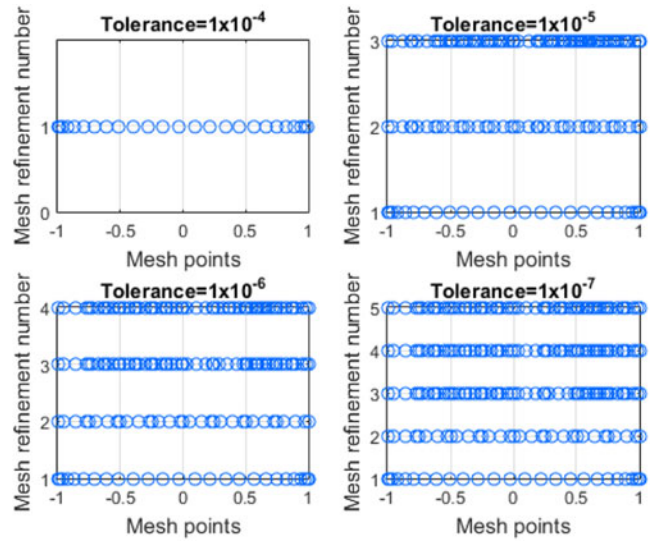 Tolerance=1x10⁻⁴
Mesh refinement number
1
0
-1 -0.5 0 0.5 1
Mesh points
Tolerance=1x10⁻⁵
Mesh refinement number
3
2
1
-1 -0.5 0 0.5 1
Mesh points
Tolerance=1x10⁻⁶
Mesh refinement number
4
3
2
1
-1 -0.5 0 0.5 1
Mesh points
Tolerance=1x10⁻⁷
Mesh refinement number
5
4
3
2
1
-1 -0.5 0 0.5 1
Mesh points